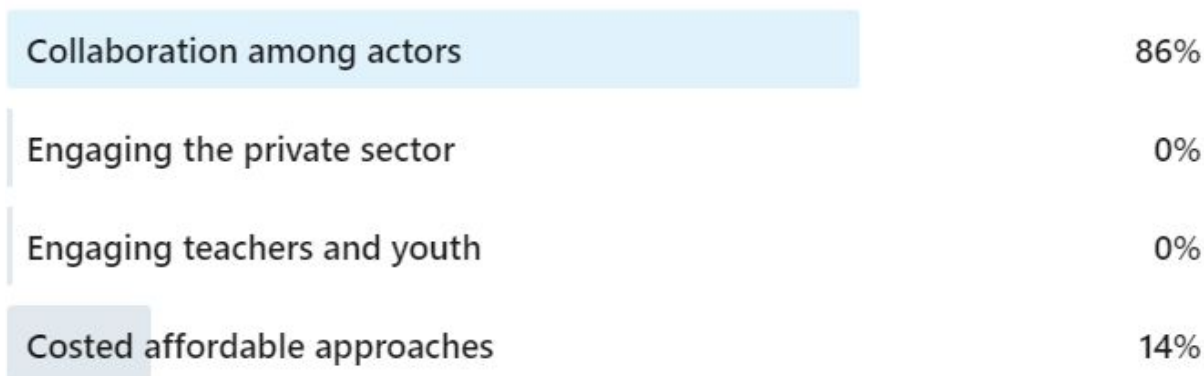 Collaboration among actors 86%
Engaging the private sector 0%
Engaging teachers and youth 0%
Costed affordable approaches 14%